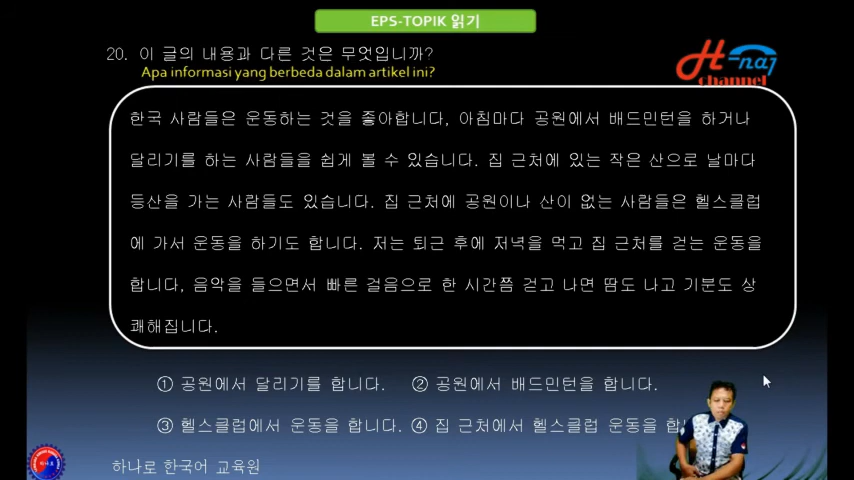 EPS-TOPIK 읽기
20. 이 글의 내용과 다른 것은 무엇입니까?
Apa informasi yang berbeda dalam artikel ini?
H-naj
channel
한국 사람들은 운동하는 것을 좋아합니다, 아침마다 공원에서 배드민턴을 하거나
달리기를 하는 사람들을 쉽게 볼 수 있습니다. 집 근처에 있는 작은 산으로 날마다
등산을 가는 사람들도 있습니다. 집 근처에 공원이나 산이 없는 사람들은 헬스클럽
에 가서 운동을 하기도 합니다. 저는 퇴근 후에 저녁을 먹고 집 근처를 걷는 운동을
합니다, 음악을 들으면서 빠른 걸음으로 한 시간쯤 걷고 나면 땀도 나고 기분도 상
쾌해집니다.
① 공원에서 달리기를 합니다. ② 공원에서 배드민턴을 합니다.
③ 헬스클럽에서 운동을 합니다. ④ 집 근처에서 헬스클럽 운동을
하나로 한국어 교육원